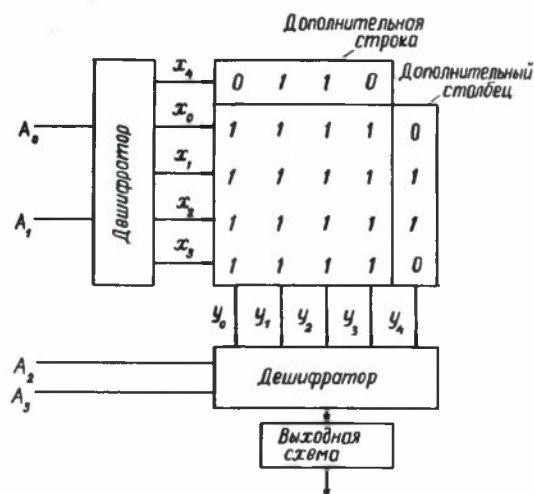 Дополнительная
строка
Дополнительный
столбец
x₄ 0 1 1 0
A₀ x₀ 1 1 1 1 0
x₁ 1 1 1 1 1
A₁ x₂ 1 1 1 1 1
x₃ 1 1 1 1 0
Дешифратор
y₀ y₁ y₂ y₃ y₄
A₂
A₃
Дешифратор
Выходная
схема